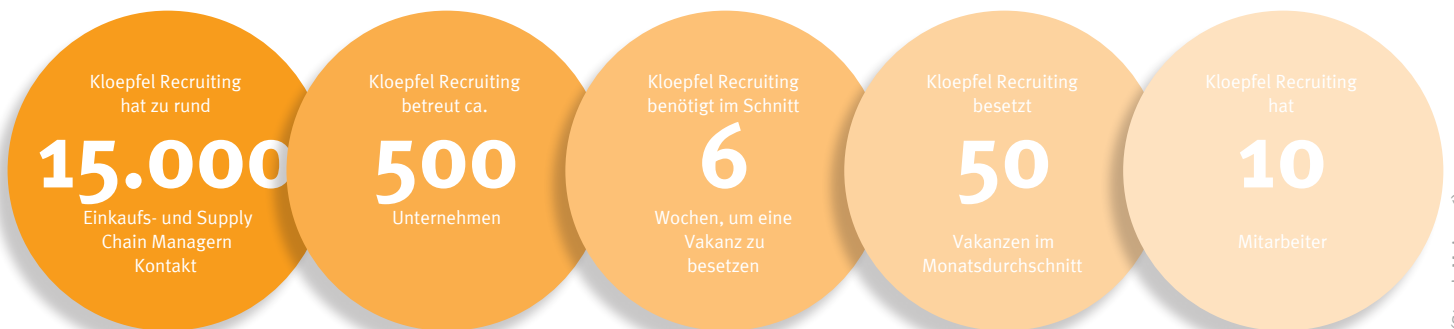 Kloepfel Recruiting
hat zu rund
15.000
Einkaufs- und Supply
Chain Managern
Kontakt
Kloepfel Recruiting
betreut ca.
500
Unternehmen
Kloepfel Recruiting
benötigt im Schnitt
6
Wochen, um eine
Vakanz zu
besetzen
Kloepfel Recruiting
besetzt
50
Vakanzen im
Monatsdurchschnitt
Kloepfel Recruiting
hat
10
Mitarbeiter